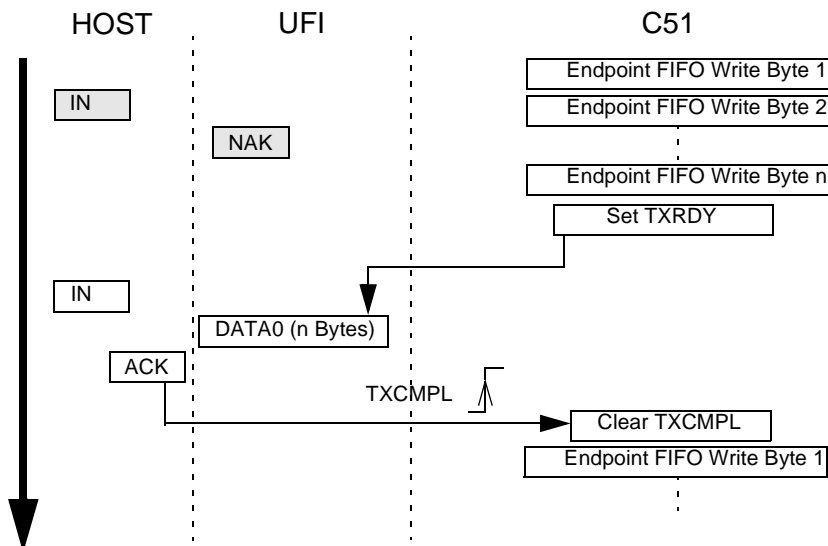 HOST UFI C51
Endpoint FIFO Write Byte 1
IN Endpoint FIFO Write Byte 2
NAK
Endpoint FIFO Write Byte n
Set TXRDY
IN
DATA0 (n Bytes)
ACK
TXCMPL
Clear TXCMPL
Endpoint FIFO Write Byte 1